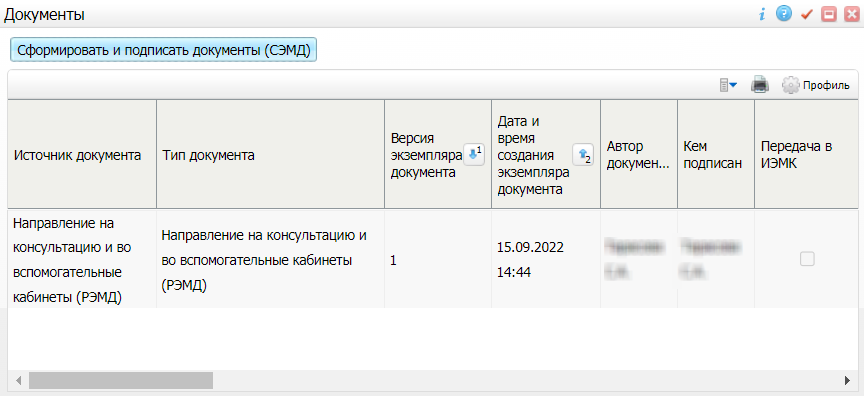 Документы
Сформировать и подписать документы (СЭМД)
Профиль
Источник документа
Тип документа
Версия
экземпляра
документа
1
Дата и
время
создания
экземпляра
документа
2
Автор
докумен...
Кем
подписан
Передача в
ИЭМК
Направление на
консультацию и во
вспомогательные
кабинеты (РЭМД)
Направление на консультацию и
во вспомогательные кабинеты
(РЭМД)
1
15.09.2022
14:44